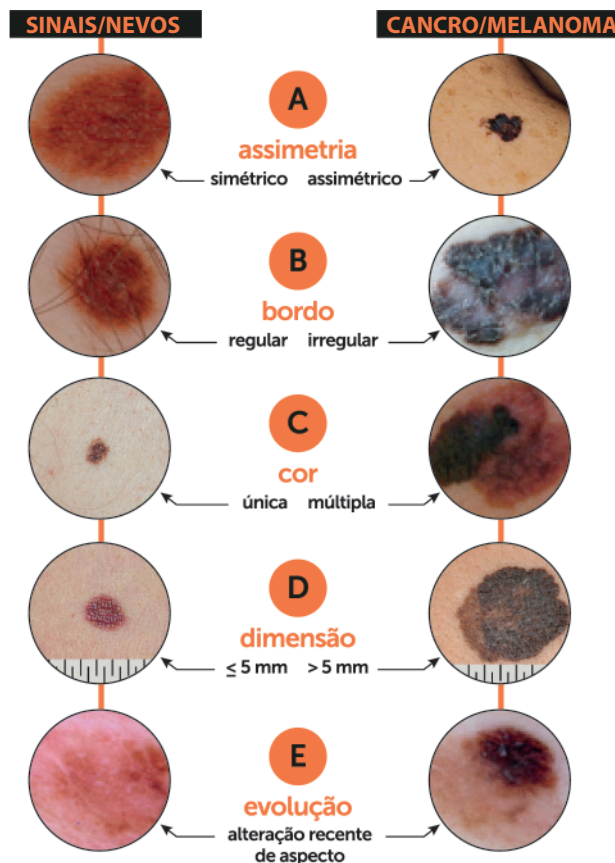 SINAIS/NEVOS
CANCRO/MELANOMA
A
assimetria
simétrico assimétrico
B
bordo
regular irregular
C
cor
única múltipla
D
dimensão
≤ 5 mm > 5 mm
E
evolução
alteração recente
de aspecto